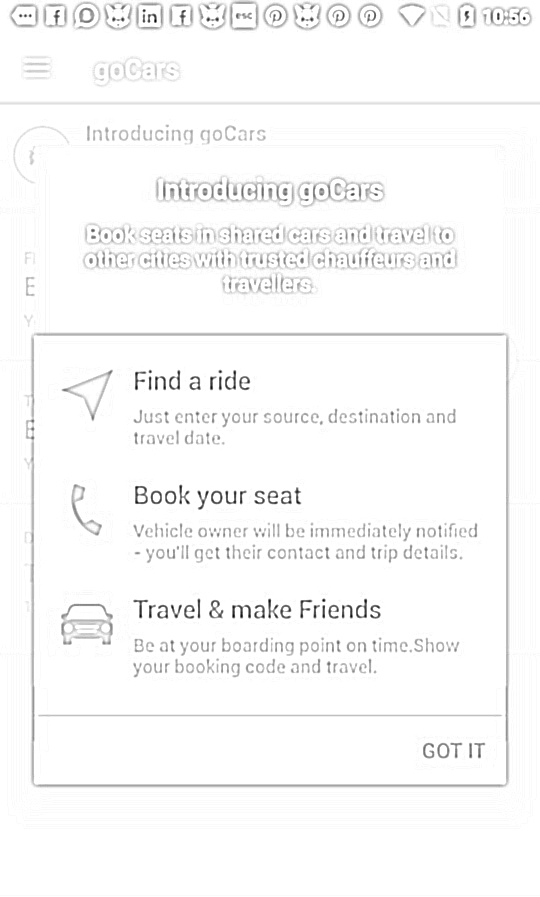 esc
10:56
goCars
Introducing goCars
Introducing goCars
Book seats in shared cars and travel to
other cities with trusted chauffeurs and
travellers.
Find a ride
Just enter your source, destination and
travel date.
Book your seat
Vehicle owner will be immediately notified
- you'll get their contact and trip details.
Travel & make Friends
Be at your boarding point on time.Show
your booking code and travel.
GOT IT